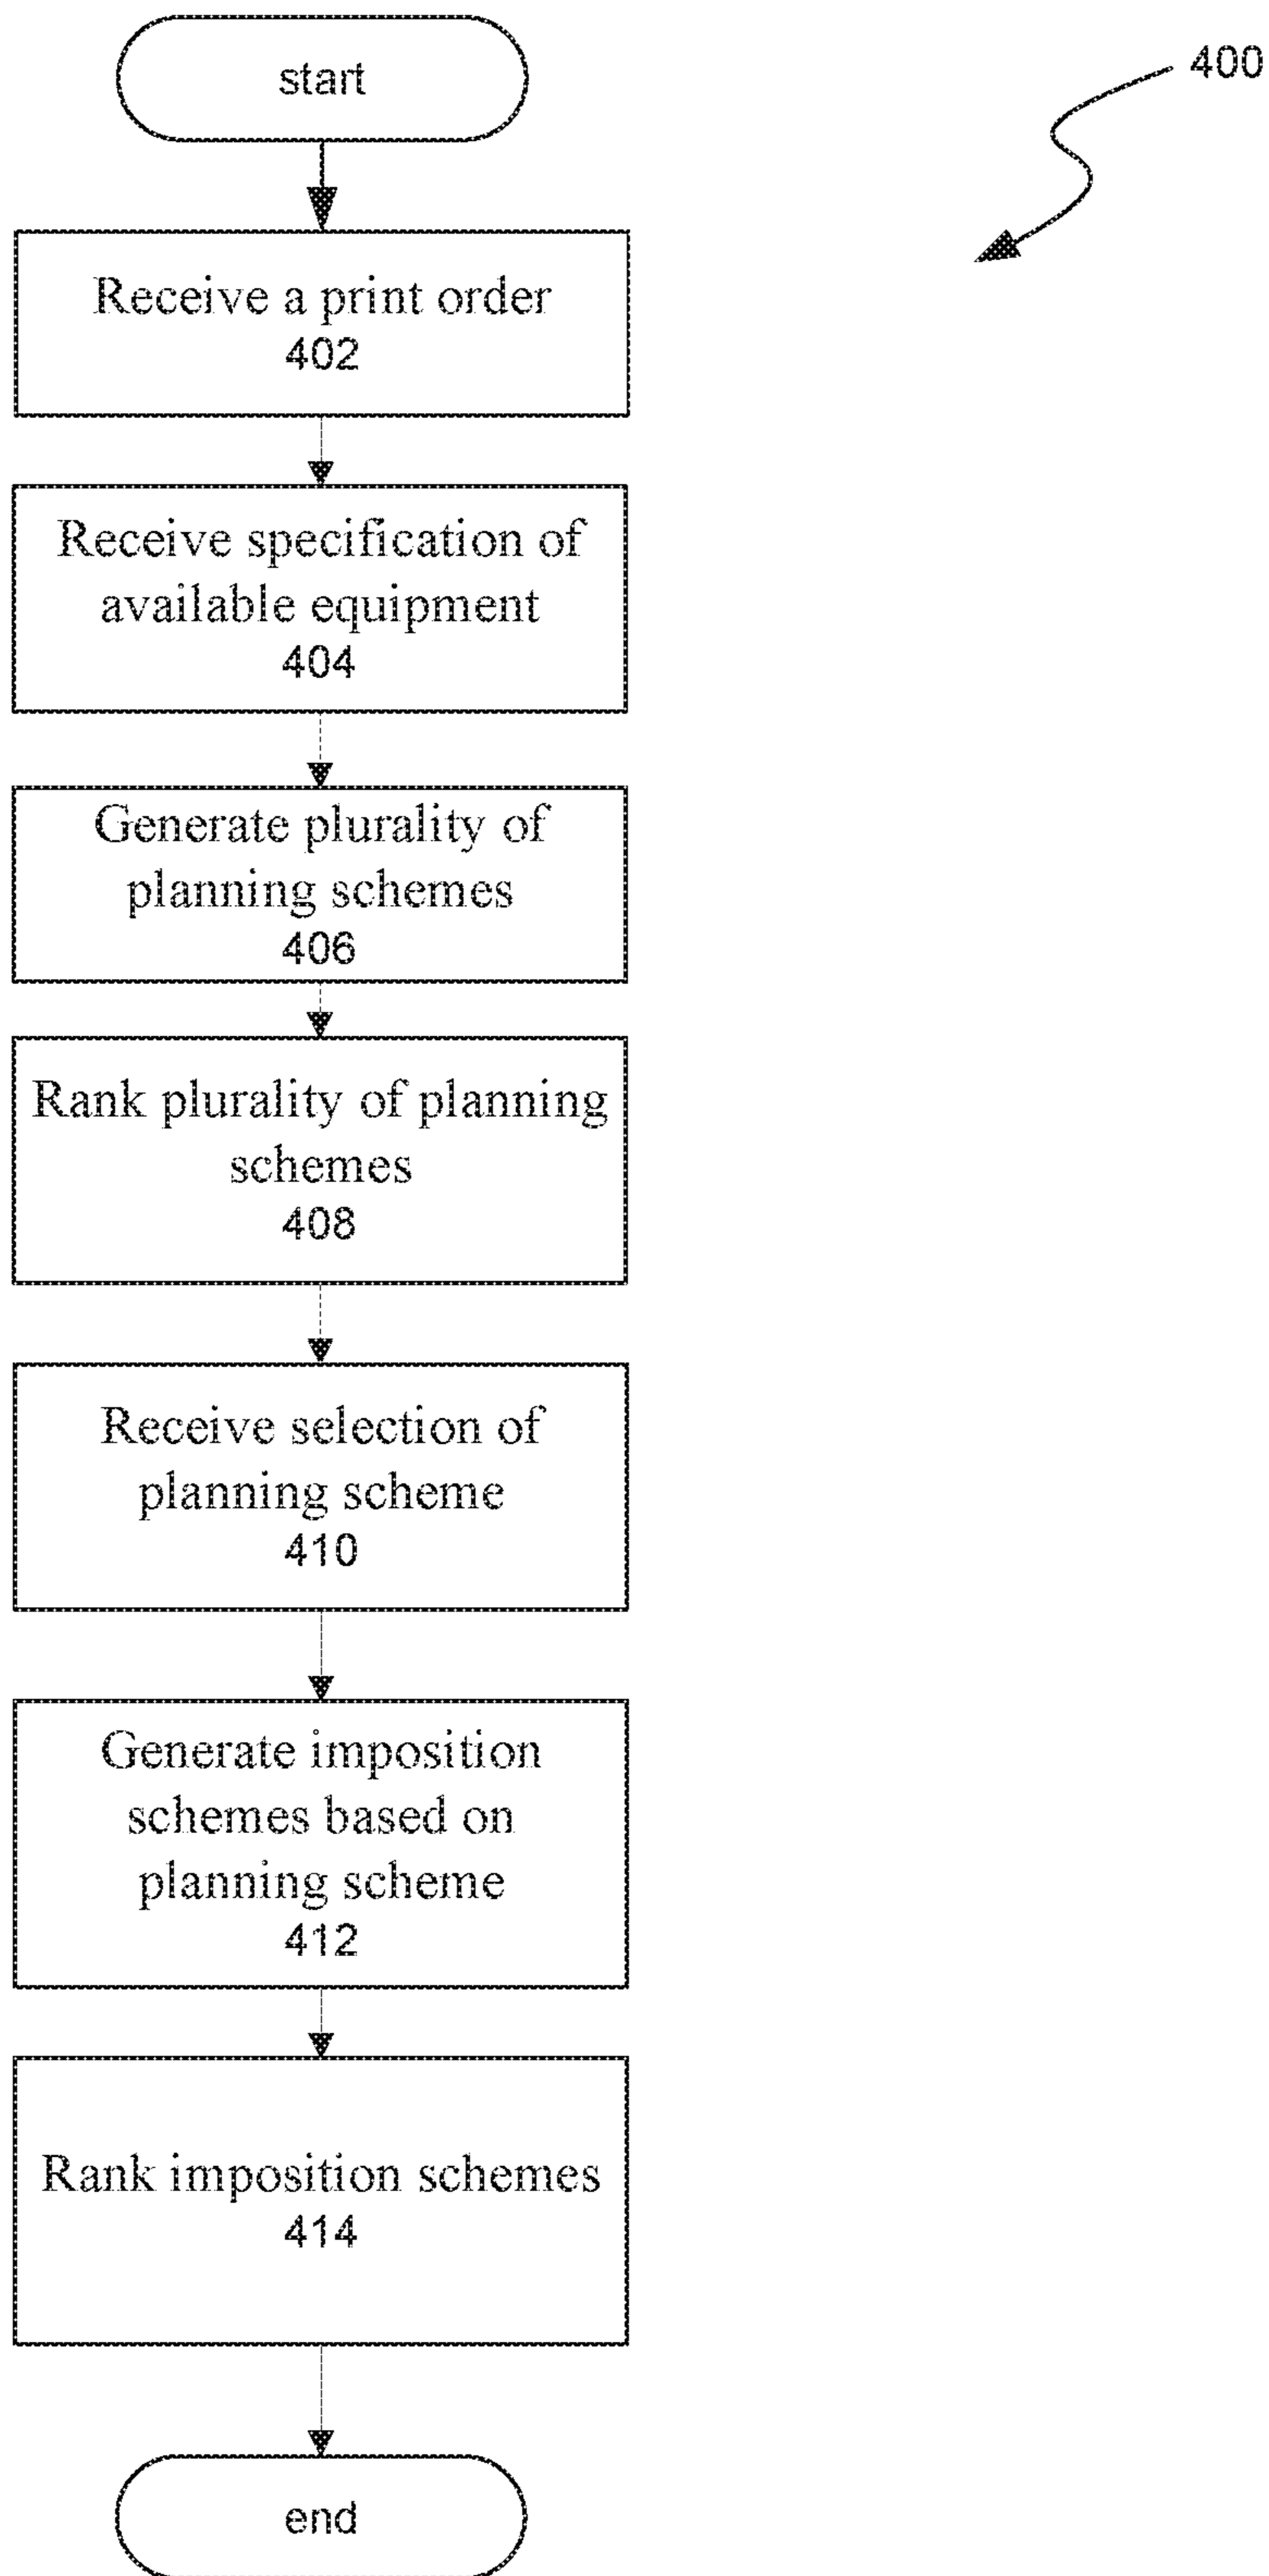 start
400
Receive a print order
402
Receive specification of
available equipment
404
Generate plurality of
planning schemes
406
Rank plurality of planning
schemes
408
Receive selection of
planning scheme
410
Generate imposition
schemes based on
planning scheme
412
Rank imposition schemes
414
end